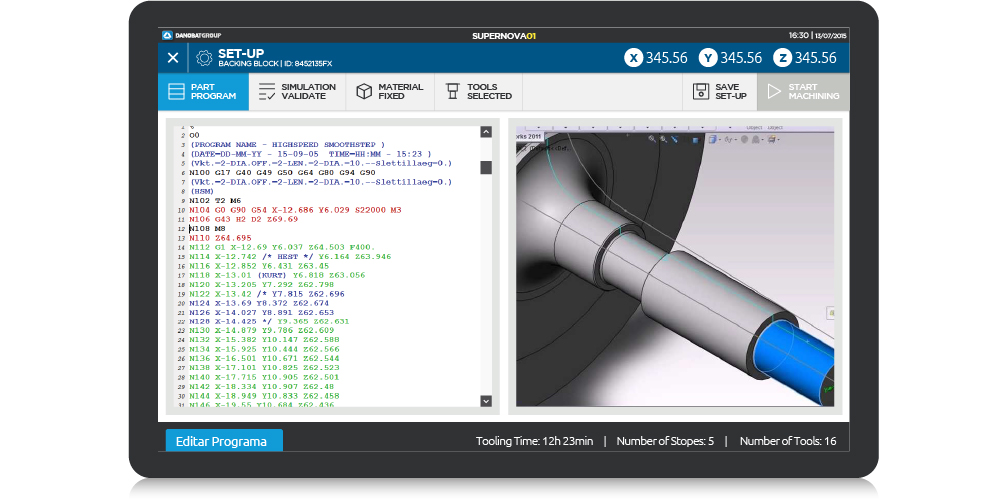 DANOBATGROUP
SUPERNOVA01
16:30 | 13/07/2015
SET-UP
BACKING BLOCK | ID: 8452135FX
X 345.56
Y 345.56
Z 345.56
PART
PROGRAM
SIMULATION
VALIDATE
MATERIAL
FIXED
TOOLS
SELECTED
SAVE
SET-UP
START
MACHINING
2 O0
3 (PROGRAM NAME - HIGHSPEED SMOOTHSTEP )
4 (DATE=DD-MM-YY - 15-09-05 TIME=HH:MM - 15:23 )
5 (Vkt.=2-DIA.OFF.=2-LEN.=2-DIA.=10.--Slettillaeg=0.)
6 N100 G17 G40 G49 G50 G64 G80 G94 G90
7 (Vkt.=2-DIA.OFF.=2-LEN.=2-DIA.=10.--Slettillaeg=0.)
8 (HSM)
9 N102 T2 M6
10 N104 G0 G90 G54 X-12.686 Y6.029 S22000 M3
11 N106 G43 H2 D2 Z69.69
12 N108 M8
13 N110 Z64.695
14 N112 G1 X-12.69 Y6.037 Z64.503 F400.
15 N114 X-12.742 /* HEST */ Y6.164 Z63.946
16 N116 X-12.852 Y6.431 Z63.45
17 N118 X-13.01 (KURT) Y6.818 Z63.056
18 N120 X-13.205 Y7.292 Z62.798
19 N122 X-13.42 /* Y7.815 Z62.696
20 N124 X-13.69 Y8.372 Z62.674
21 N126 X-14.027 Y8.891 Z62.653
22 N128 X-14.425 */ Y9.365 Z62.631
23 N130 X-14.879 Y9.786 Z62.609
24 N132 X-15.382 Y10.147 Z62.588
25 N134 X-15.925 Y10.444 Z62.566
26 N136 X-16.501 Y10.671 Z62.544
27 N138 X-17.101 Y10.825 Z62.523
28 N140 X-17.715 Y10.905 Z62.501
29 N142 X-18.334 Y10.907 Z62.48
30 N144 X-18.949 Y10.833 Z62.458
31 N146 X-19.55 Y10.684 Z62.436
rks 2011
Object Object
Editar Programa
Tooling Time: 12h 23min | Number of Stopes: 5 | Number of Tools: 16